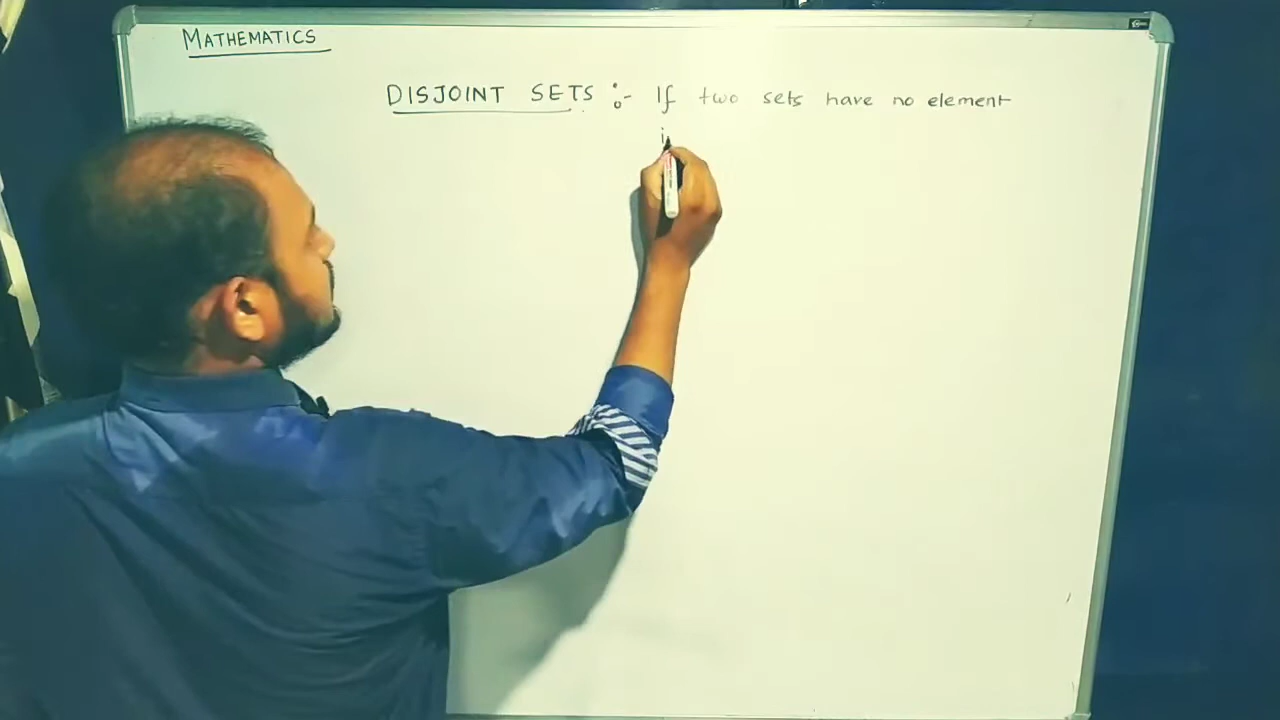 MATHEMATICS
DISJOINT SETS :- If two sets have no element
i